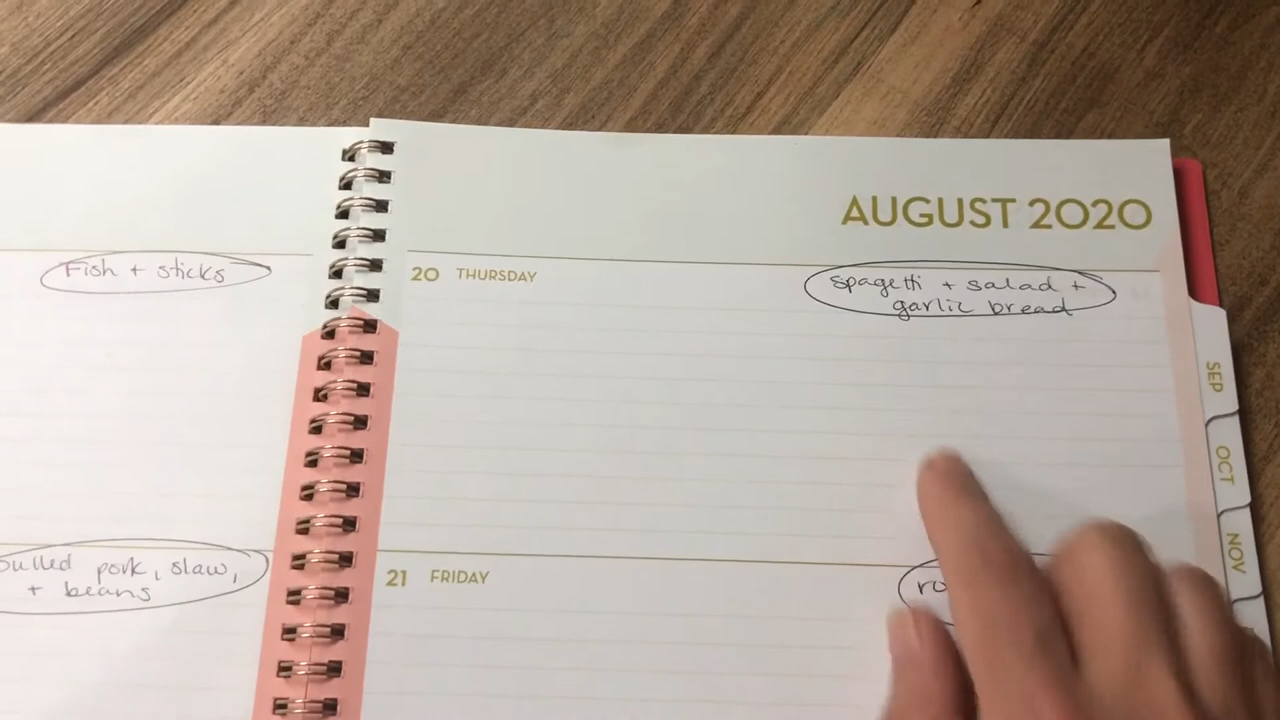 AUGUST 2020
Fish + sticks
20 THURSDAY
spagetti + salad +
garlic bread
SEP
OCT
NOV
pulled pork, slaw,
+ beans
21 FRIDAY